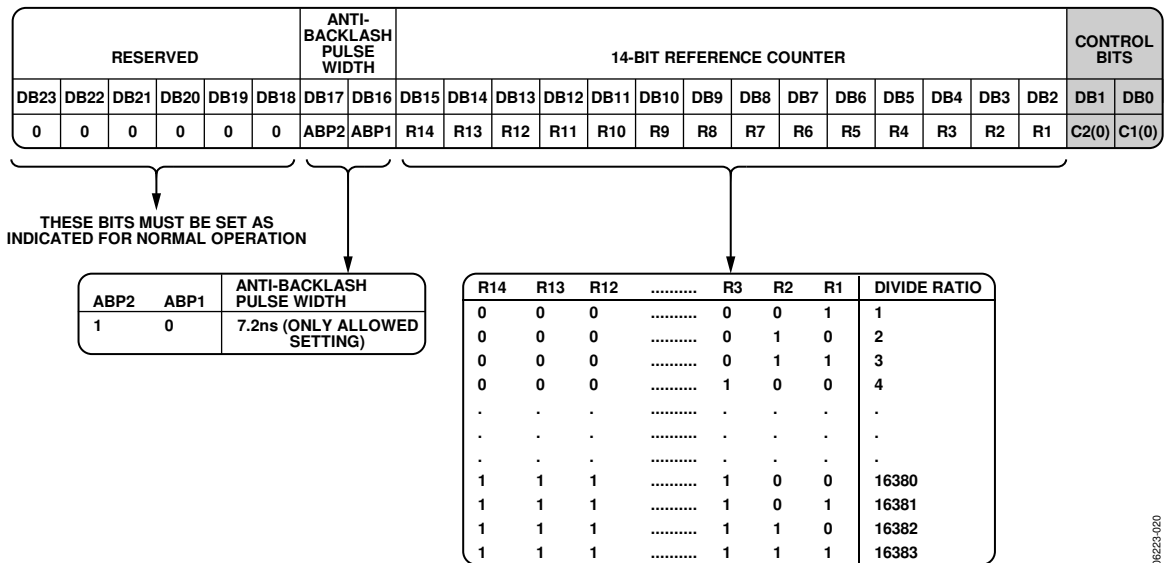 RESERVED
ANTI-
BACKLASH
PULSE
WIDTH
14-BIT REFERENCE COUNTER
CONTROL
BITS
DB23 DB22 DB21 DB20 DB19 DB18 DB17 DB16 DB15 DB14 DB13 DB12 DB11 DB10 DB9 DB8 DB7 DB6 DB5 DB4 DB3 DB2 DB1 DB0
0 0 0 0 0 0 ABP2 ABP1 R14 R13 R12 R11 R10 R9 R8 R7 R6 R5 R4 R3 R2 R1 C2(0) C1(0)
THESE BITS MUST BE SET AS
INDICATED FOR NORMAL OPERATION
ABP2 ABP1 ANTI-BACKLASH
PULSE WIDTH
1 0 7.2ns (ONLY ALLOWED
SETTING)
R14 R13 R12 .......... R3 R2 R1 DIVIDE RATIO
0 0 0 .......... 0 0 1 1
0 0 0 .......... 0 1 0 2
0 0 0 .......... 0 1 1 3
0 0 0 .......... 1 0 0 4
. . . .......... . . . .
. . . .......... . . . .
. . . .......... . . . .
1 1 1 .......... 1 0 0 16380
1 1 1 .......... 1 0 1 16381
1 1 1 .......... 1 1 0 16382
1 1 1 .......... 1 1 1 16383
06223-020